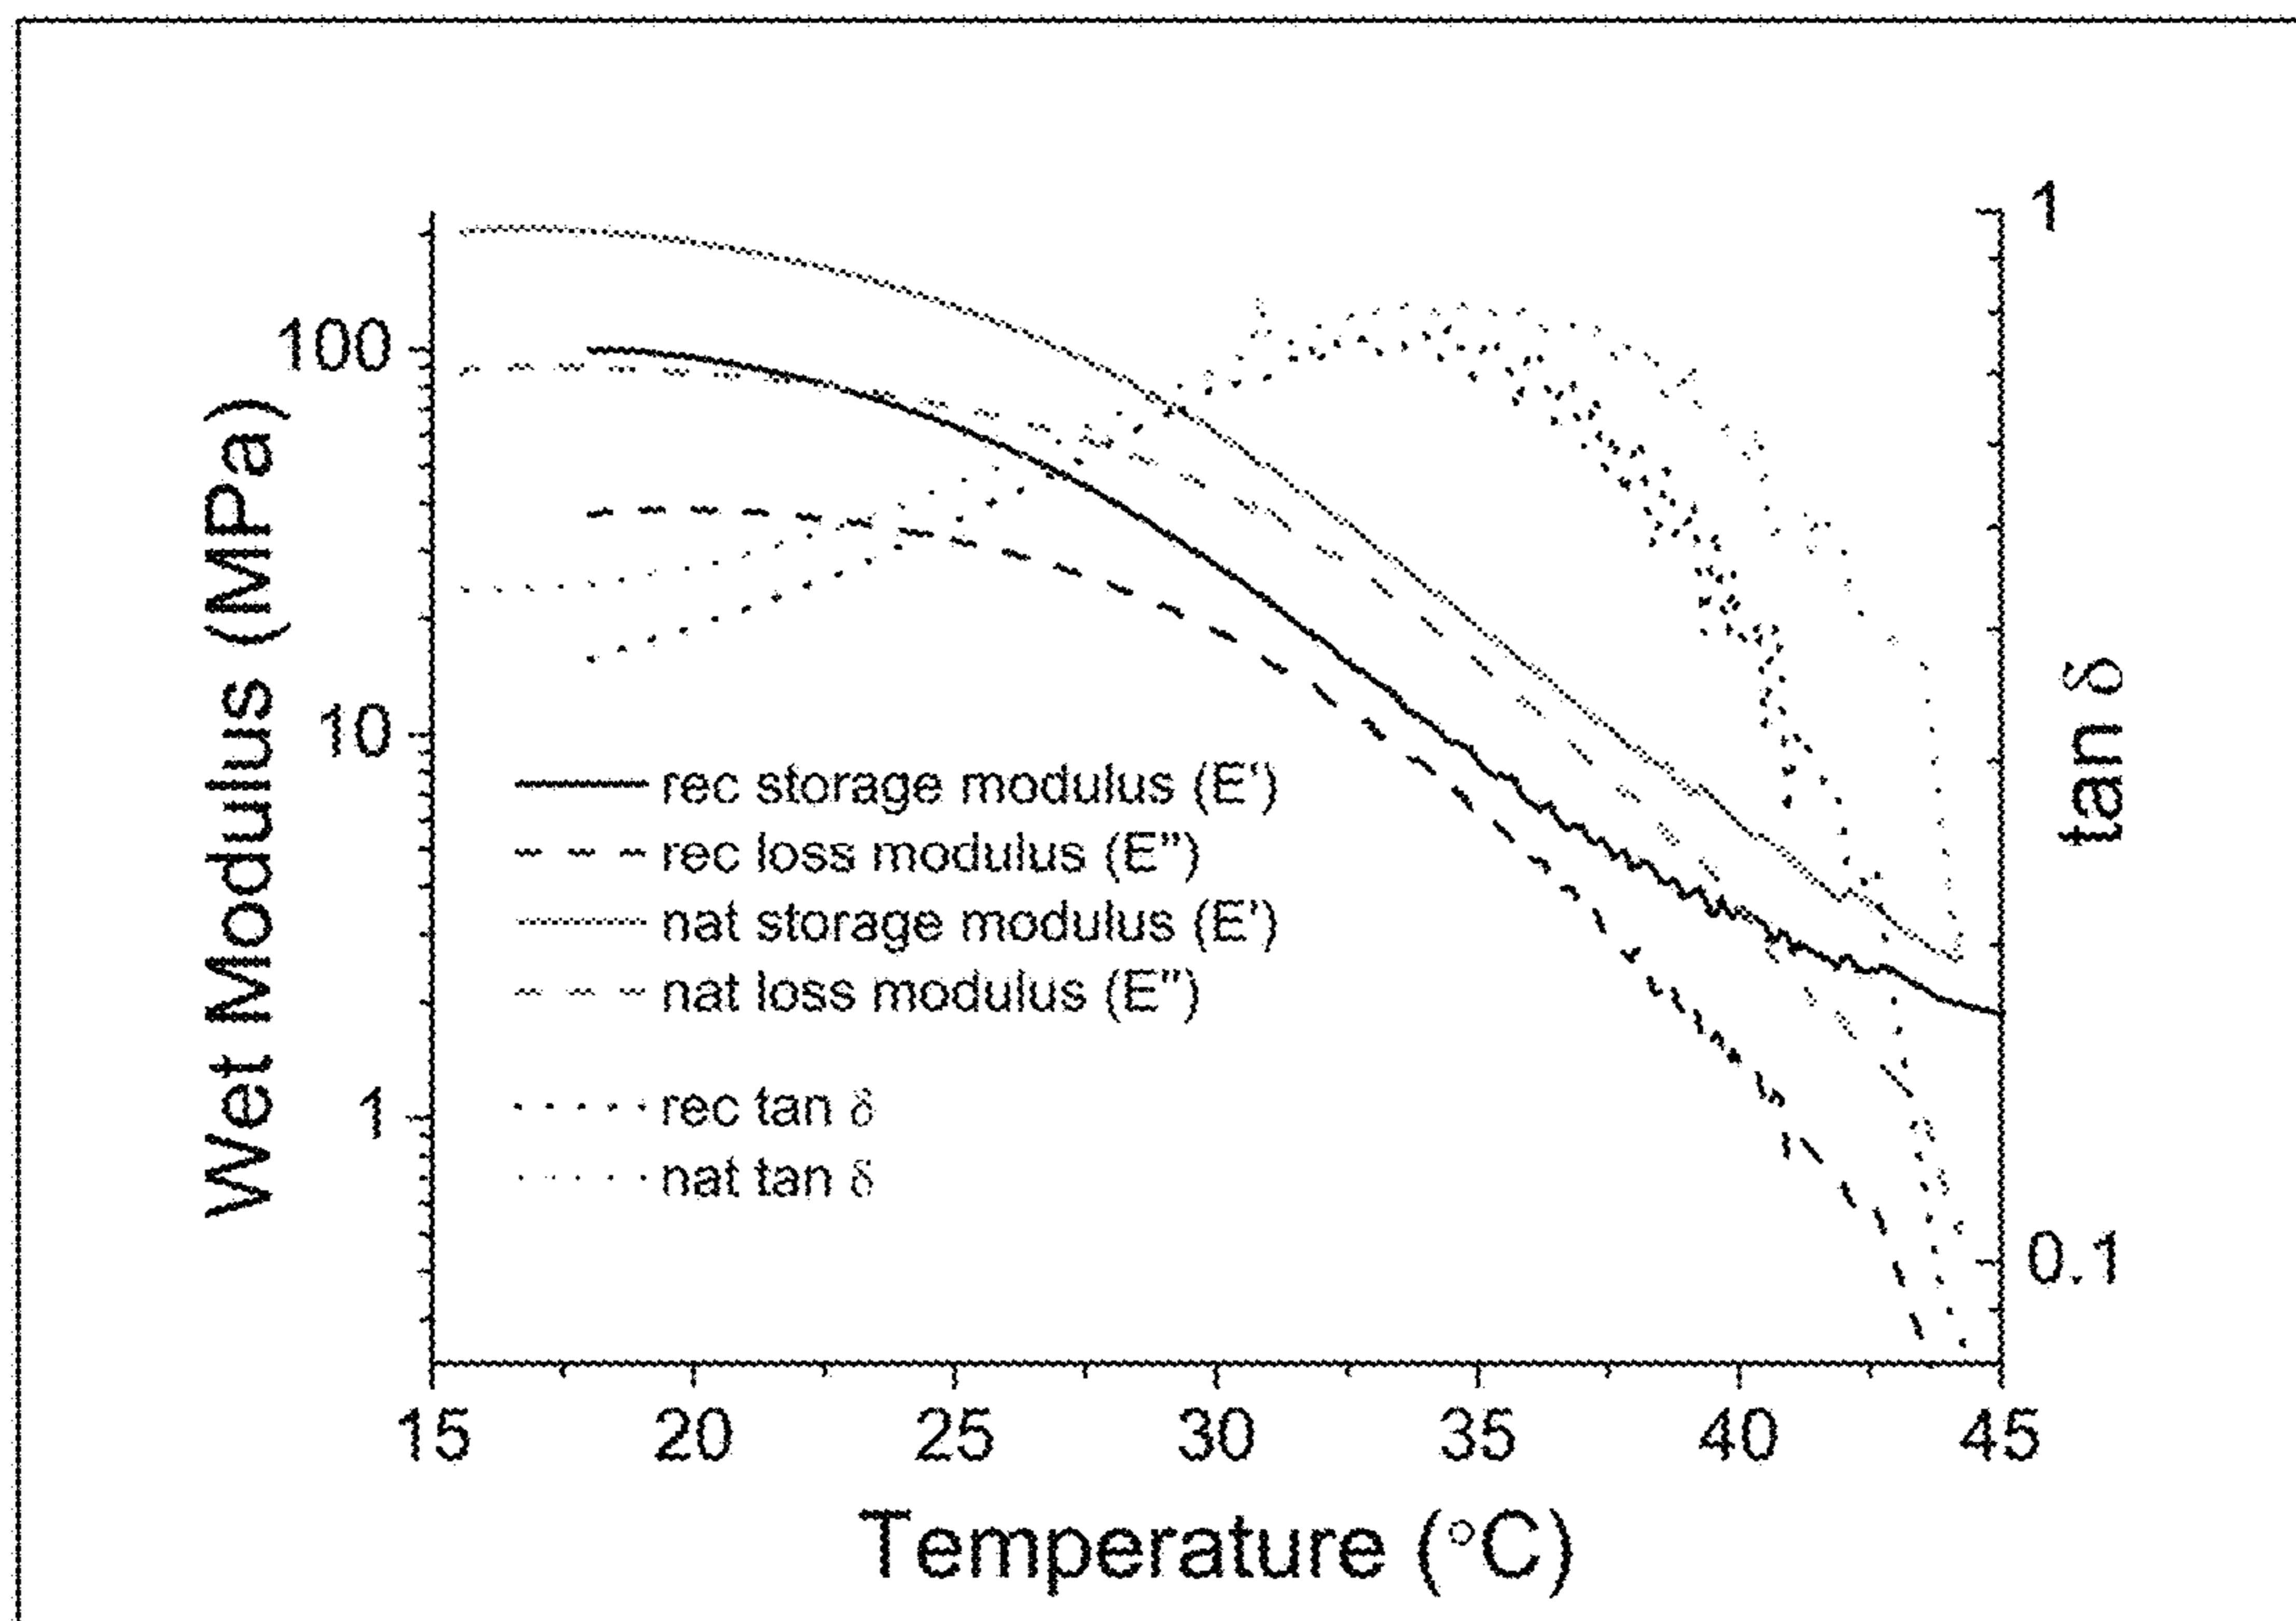 1
100
10
1
0.1
Wet Modulus (MPa)
tan δ
rec storage modulus (E')
rec loss modulus (E")
nat storage modulus (E')
nat loss modulus (E")
rec tan δ
nat tan δ
15 20 25 30 35 40 45
Temperature (°C)